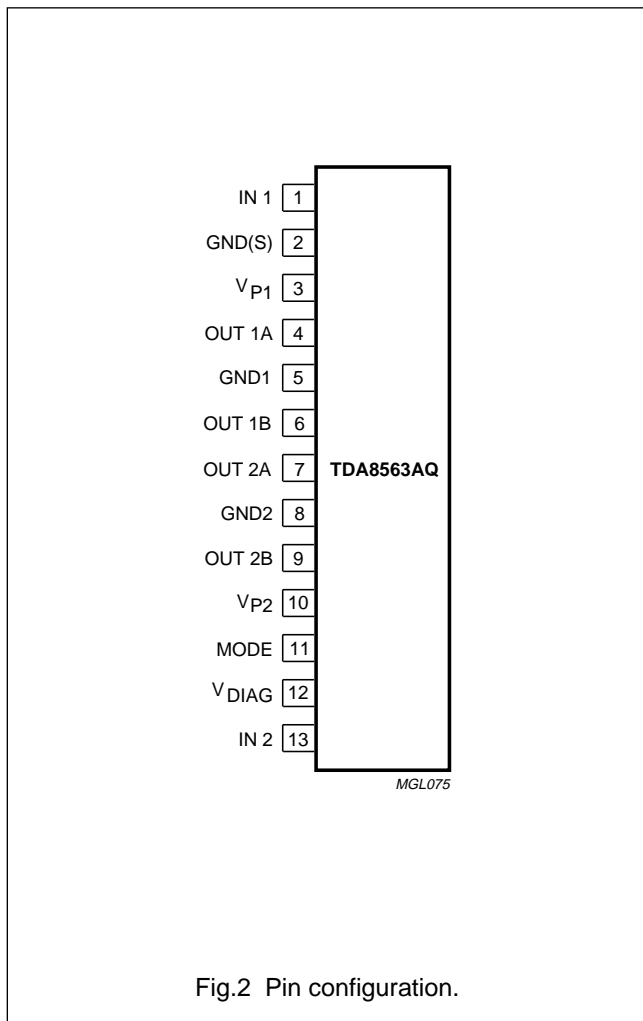 IN 1 1
GND(S) 2
VP1 3
OUT 1A 4
GND1 5
OUT 1B 6
OUT 2A 7 TDA8563AQ
GND2 8
OUT 2B 9
VP2 10
MODE 11
VDIAG 12
IN 2 13
MGL075
Fig.2 Pin configuration.